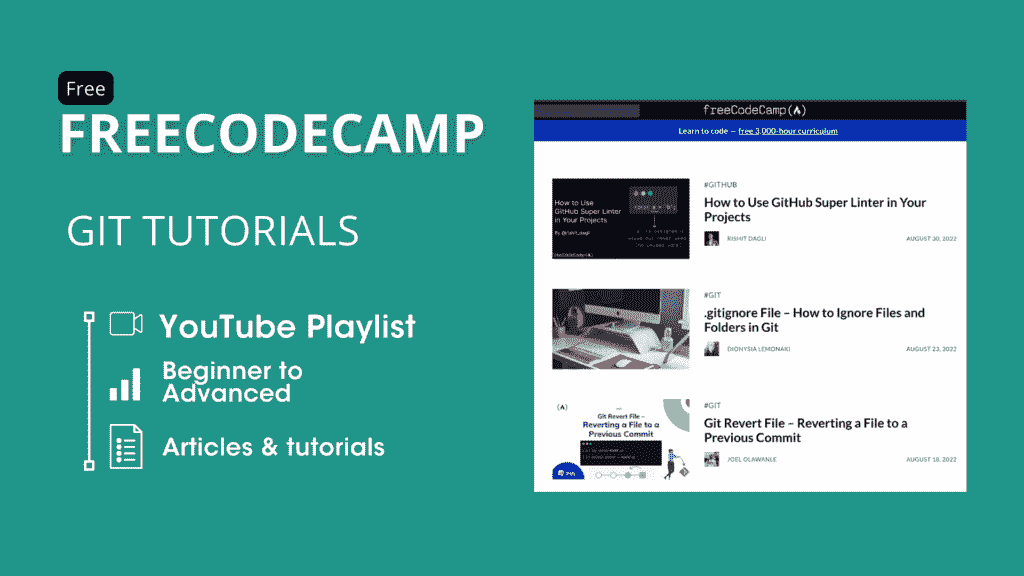 Free
FREECODECAMP
GIT TUTORIALS
YouTube Playlist
Beginner to
Advanced
Articles & tutorials
freeCodeCamp(🔥)
Learn to code — free 3,000-hour curriculum
#GITHUB
How to Use GitHub Super Linter in Your
Projects
RISHIT DAGLI
AUGUST 30, 2022
How to Use
GitHub Super Linter
in Your Projects
#GIT
.gitignore File – How to Ignore Files and
Folders in Git
DIONYSIA LEMONAKI
AUGUST 23, 2022
#GIT
Git Revert File – Reverting a File to a
Previous Commit
JOEL OLAWANLE
AUGUST 18, 2022
Git Revert File –
Reverting a File to a
Previous Commit